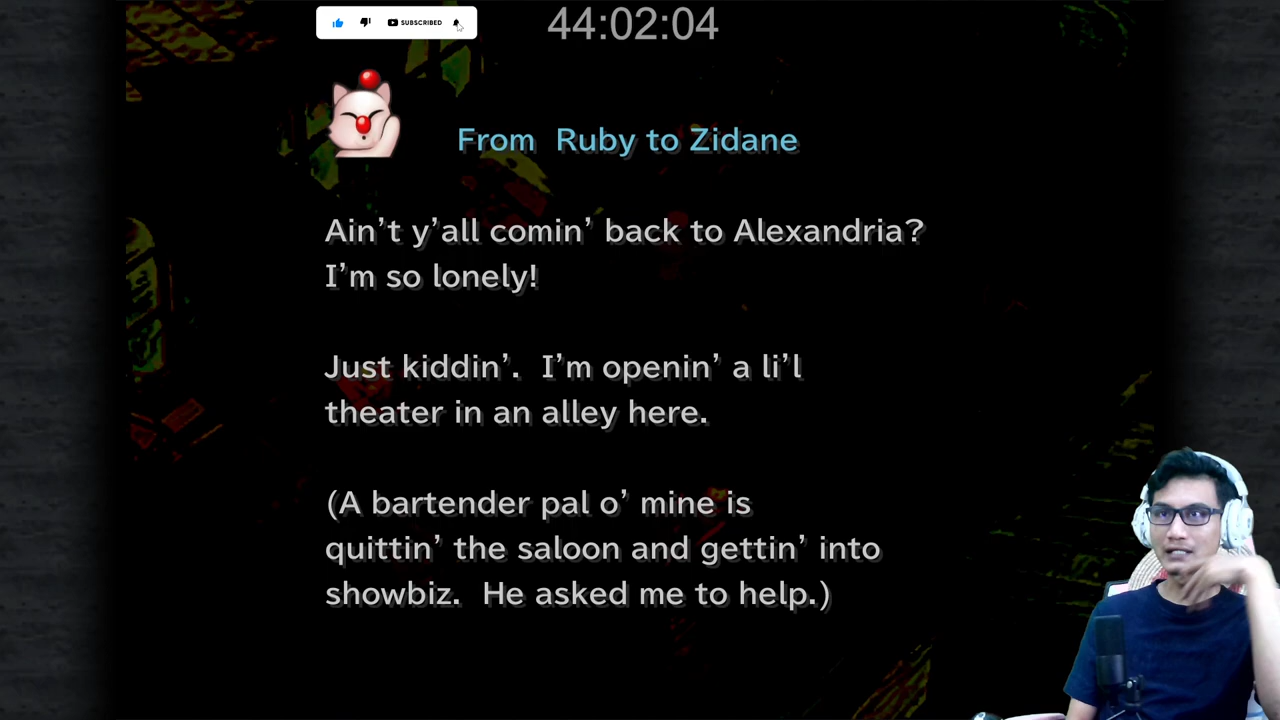 SUBSCRIBED
44:02:04
From Ruby to Zidane
Ain't y'all comin' back to Alexandria?
I'm so lonely!
Just kiddin'. I'm openin' a li'l
theater in an alley here.
(A bartender pal o' mine is
quittin' the saloon and gettin' into
showbiz. He asked me to help.)